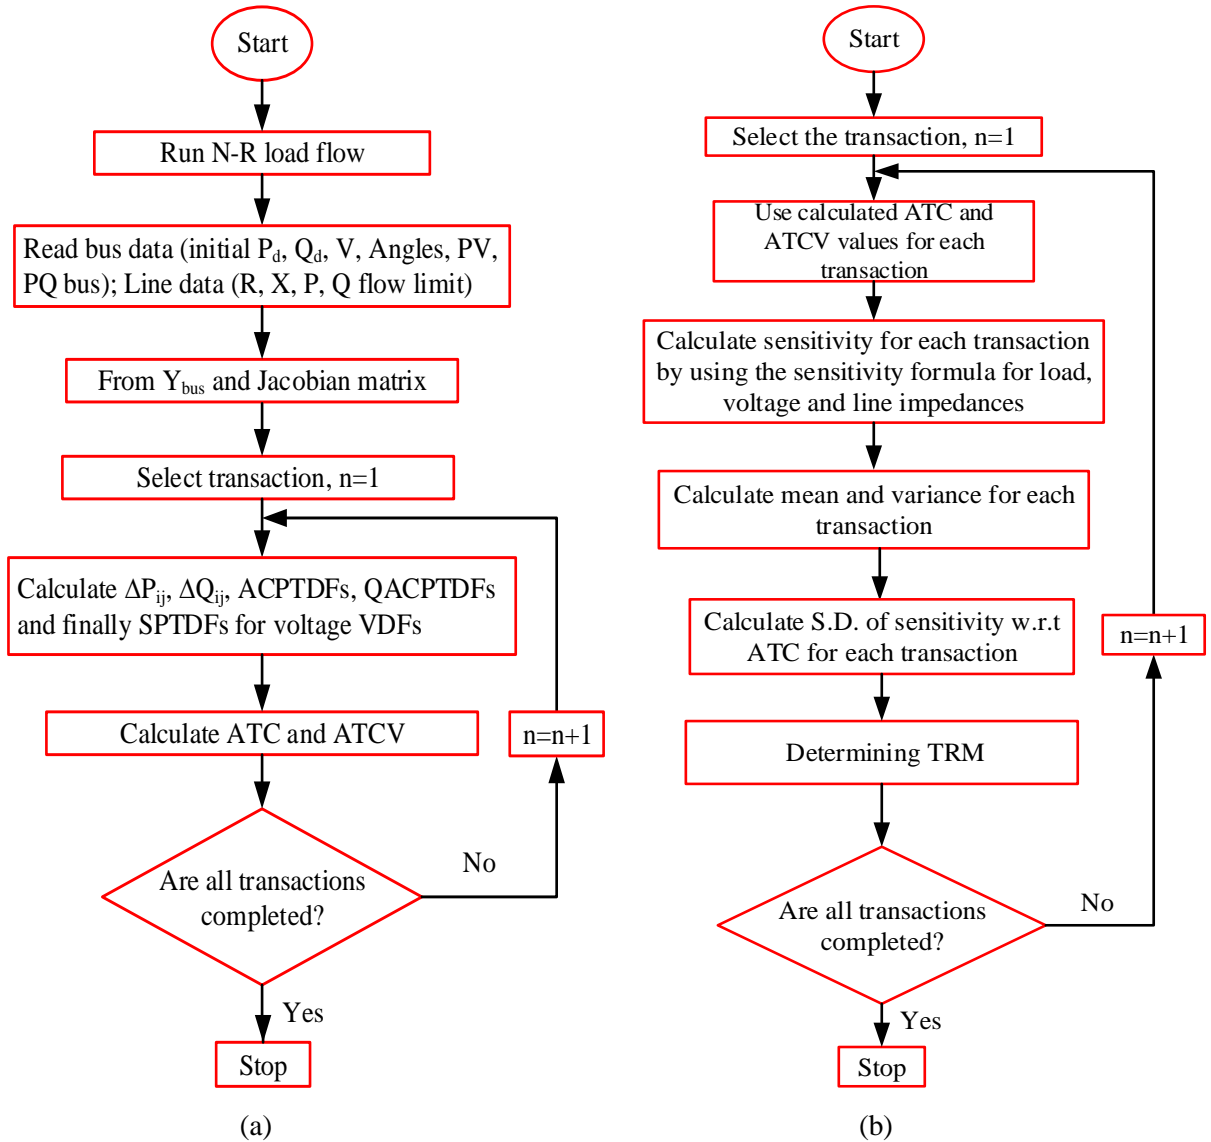 Start
Run N-R load flow
Read bus data (initial P_d, Q_d, V, Angles, PV,
PQ bus); Line data (R, X, P, Q flow limit)
From Y_bus and Jacobian matrix
Select transaction, n=1
Calculate ΔP_ij, ΔQ_ij, ACPTDFs, QACPTDFs
and finally SPTDFs for voltage VDFs
Calculate ATC and ATCV
n=n+1
Are all transactions
completed?
No
Yes
Stop
(a)
Start
Select the transaction, n=1
Use calculated ATC and
ATCV values for each
transaction
Calculate sensitivity for each transaction
by using the sensitivity formula for load,
voltage and line impedances
Calculate mean and variance for each
transaction
Calculate S.D. of sensitivity w.r.t
ATC for each transaction
n=n+1
Determining TRM
Are all transactions
completed?
No
Yes
Stop
(b)